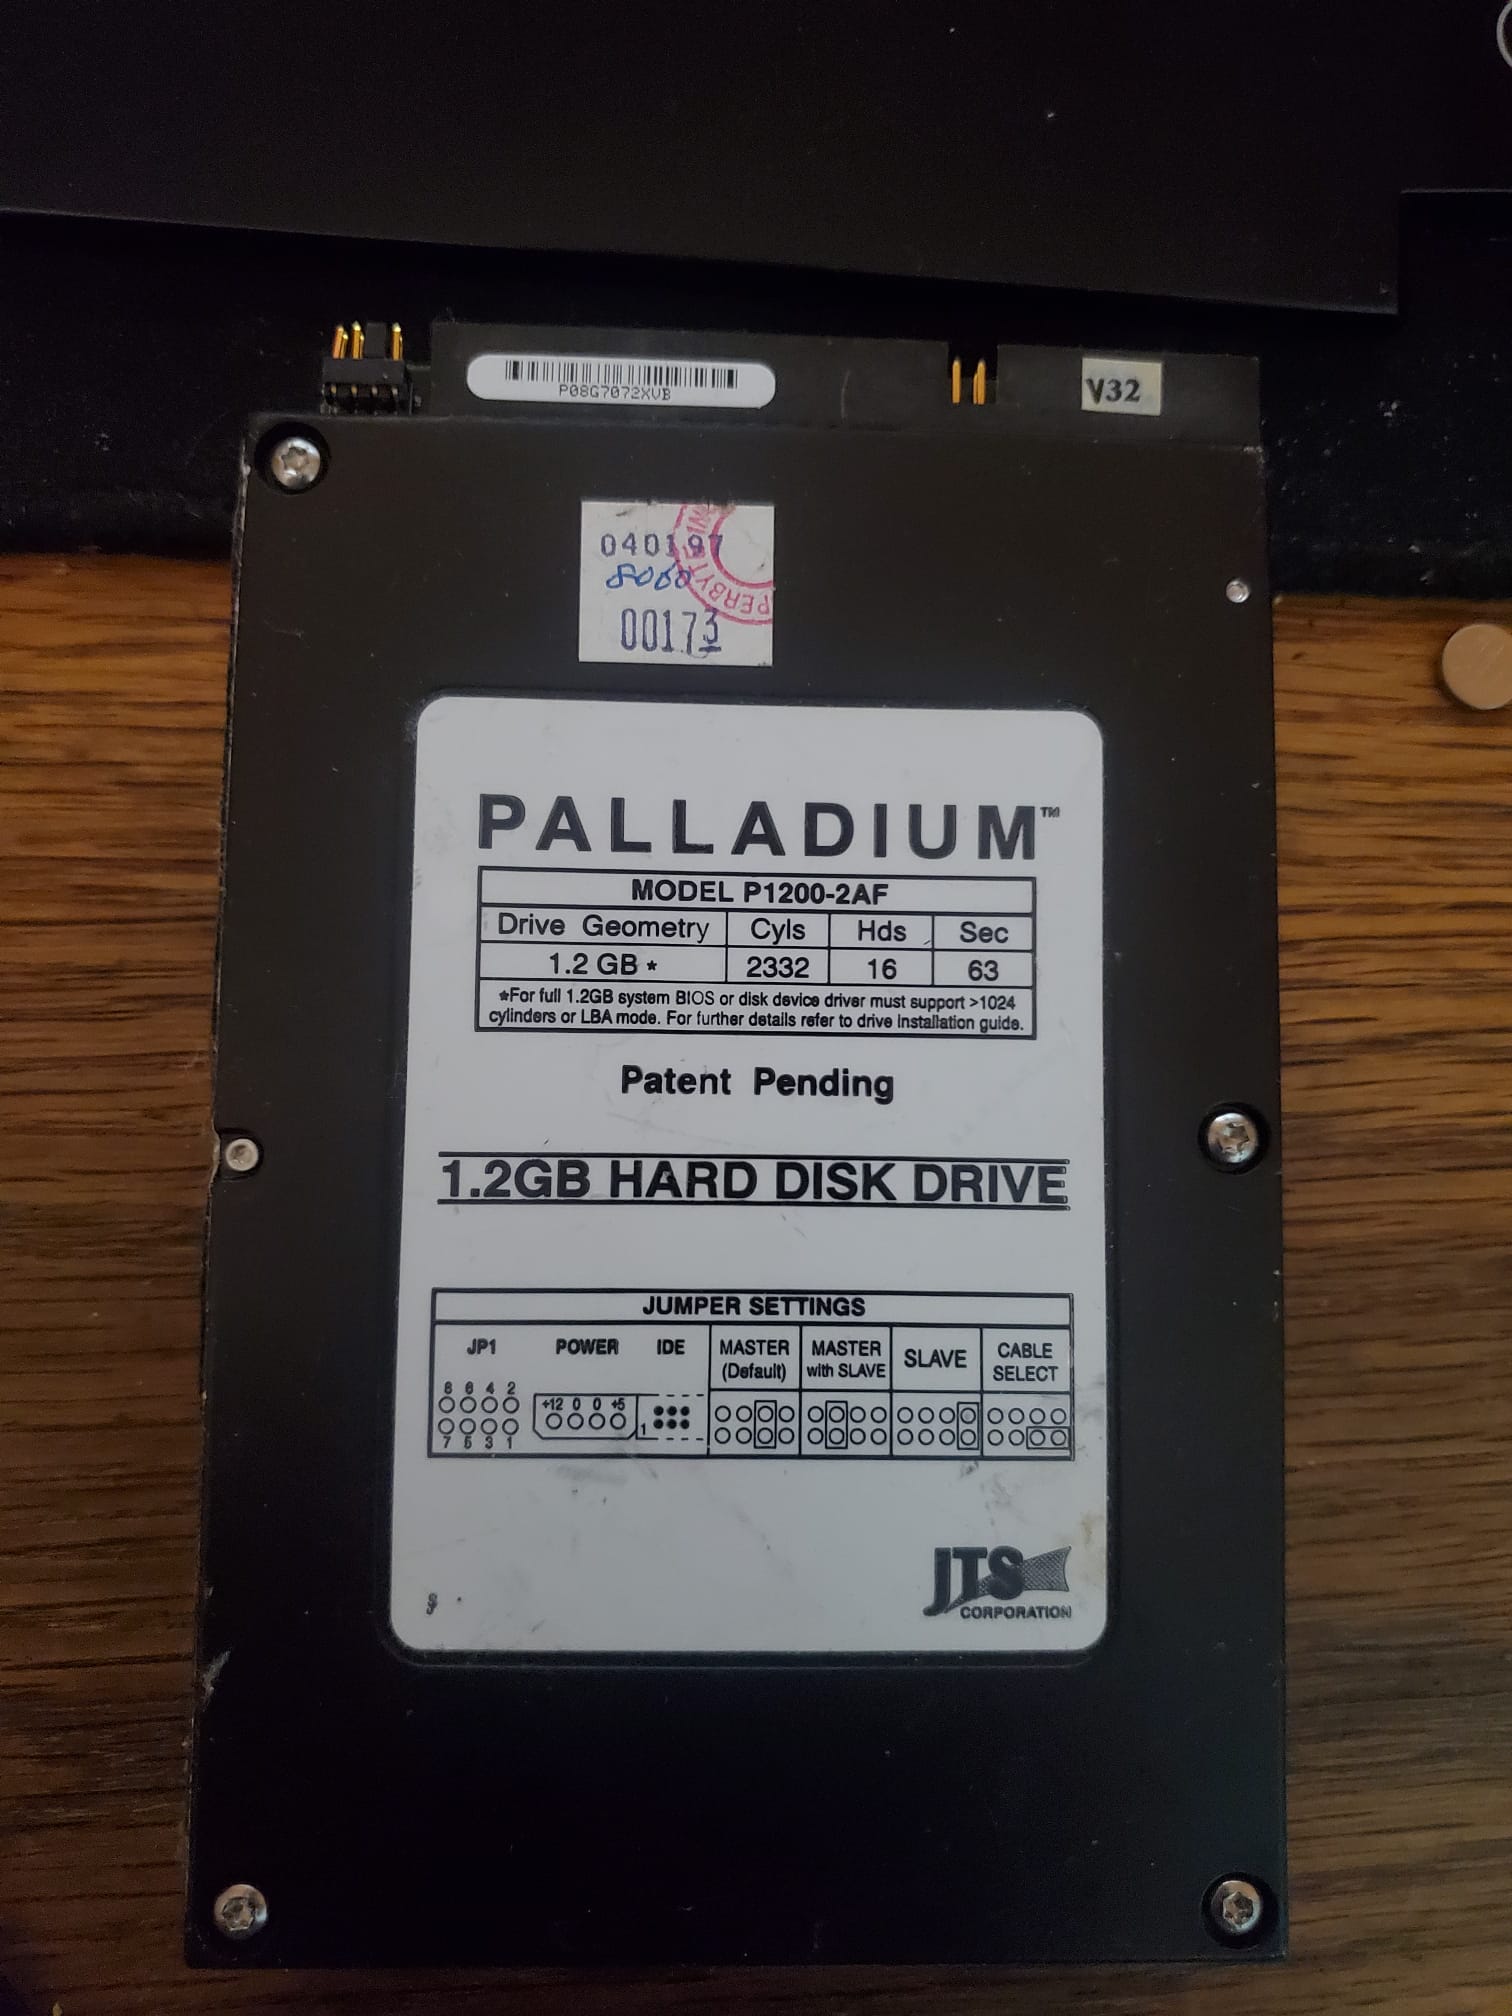 P08G7072XVB
V32
040197
8060
00173
PALLADIUM™
MODEL P1200-2AF
Drive Geometry Cyls Hds Sec
1.2 GB * 2332 16 63
*For full 1.2GB system BIOS or disk device driver must support >1024
cylinders or LBA mode. For further details refer to drive installation guide.
Patent Pending
1.2GB HARD DISK DRIVE
JUMPER SETTINGS
JP1 POWER IDE MASTER (Default) MASTER with SLAVE SLAVE CABLE SELECT
8 6 4 2
+12 0 0 +5
1
7 5 3 1
JTS
CORPORATION